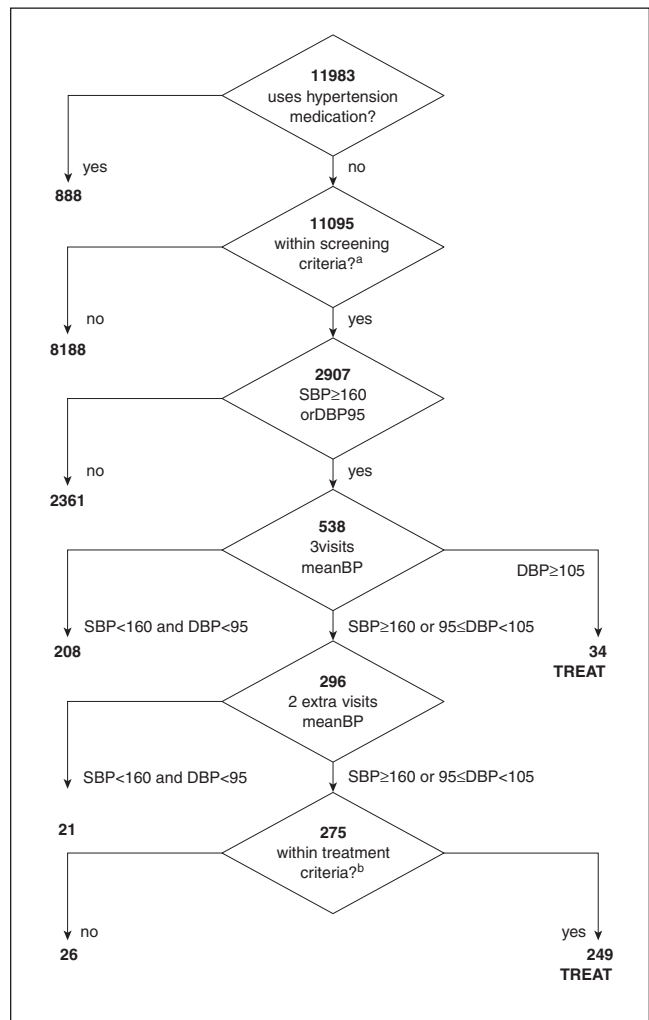 11983
uses hypertension
medication?
yes
no
888
11095
within screening
criteria?ᵃ
no
yes
8188
2907
SBP≥160
orDBP95
no
yes
2361
538
3visits
meanBP
DBP≥105
SBP<160 and DBP<95
SBP≥160 or 95≤DBP<105
208
34
TREAT
296
2 extra visits
meanBP
SBP<160 and DBP<95
SBP≥160 or 95≤DBP<105
21
275
within treatment
criteria?ᵇ
no
yes
26
249
TREAT